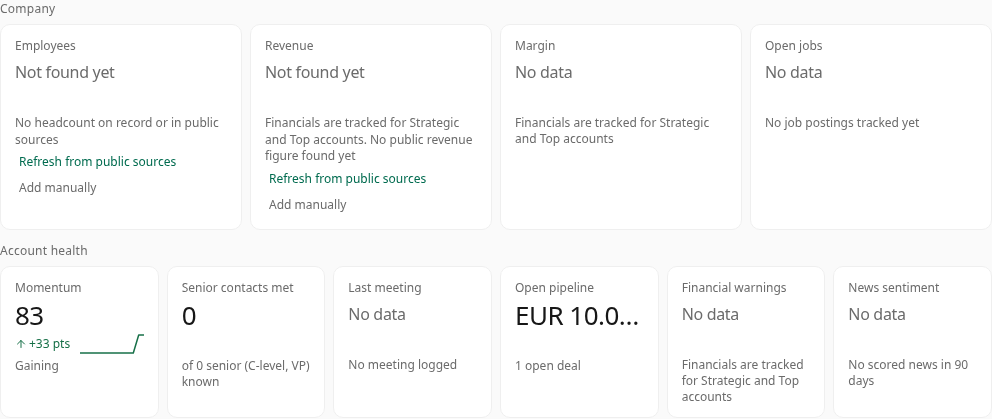 Company
Employees
Not found yet
No headcount on record or in public
sources
Refresh from public sources
Add manually
Revenue
Not found yet
Financials are tracked for Strategic
and Top accounts. No public revenue
figure found yet
Refresh from public sources
Add manually
Margin
No data
Financials are tracked for Strategic
and Top accounts
Open jobs
No data
No job postings tracked yet
Account health
Momentum
83
↑ +33 pts
Gaining
Senior contacts met
0
of 0 senior (C-level, VP)
known
Last meeting
No data
No meeting logged
Open pipeline
EUR 10.0...
1 open deal
Financial warnings
No data
Financials are tracked
for Strategic and Top
accounts
News sentiment
No data
No scored news in 90
days